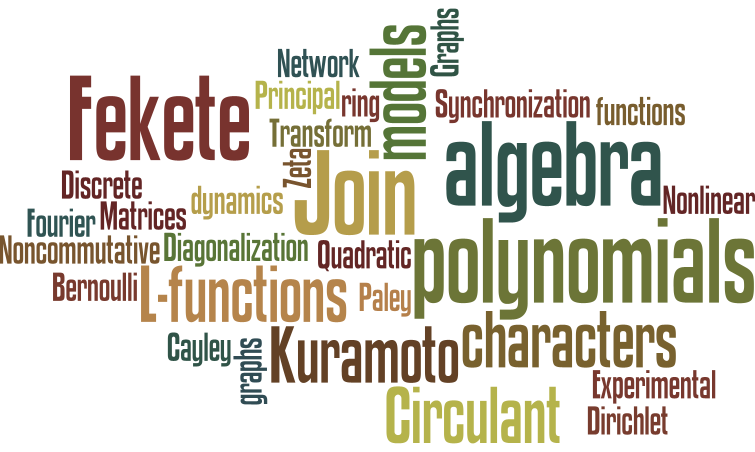 Graphs
models
Network
Fekete
Principal
ring
Synchronization
functions
Transform
algebra
Zeta
Join
Discrete
dynamics
Nonlinear
Fourier
Matrices
Noncommutative
Diagonalization
Quadratic
polynomials
Bernoulli
L-functions
Paley
Cayley
graphs
Kuramoto
characters
Experimental
Circulant
Dirichlet